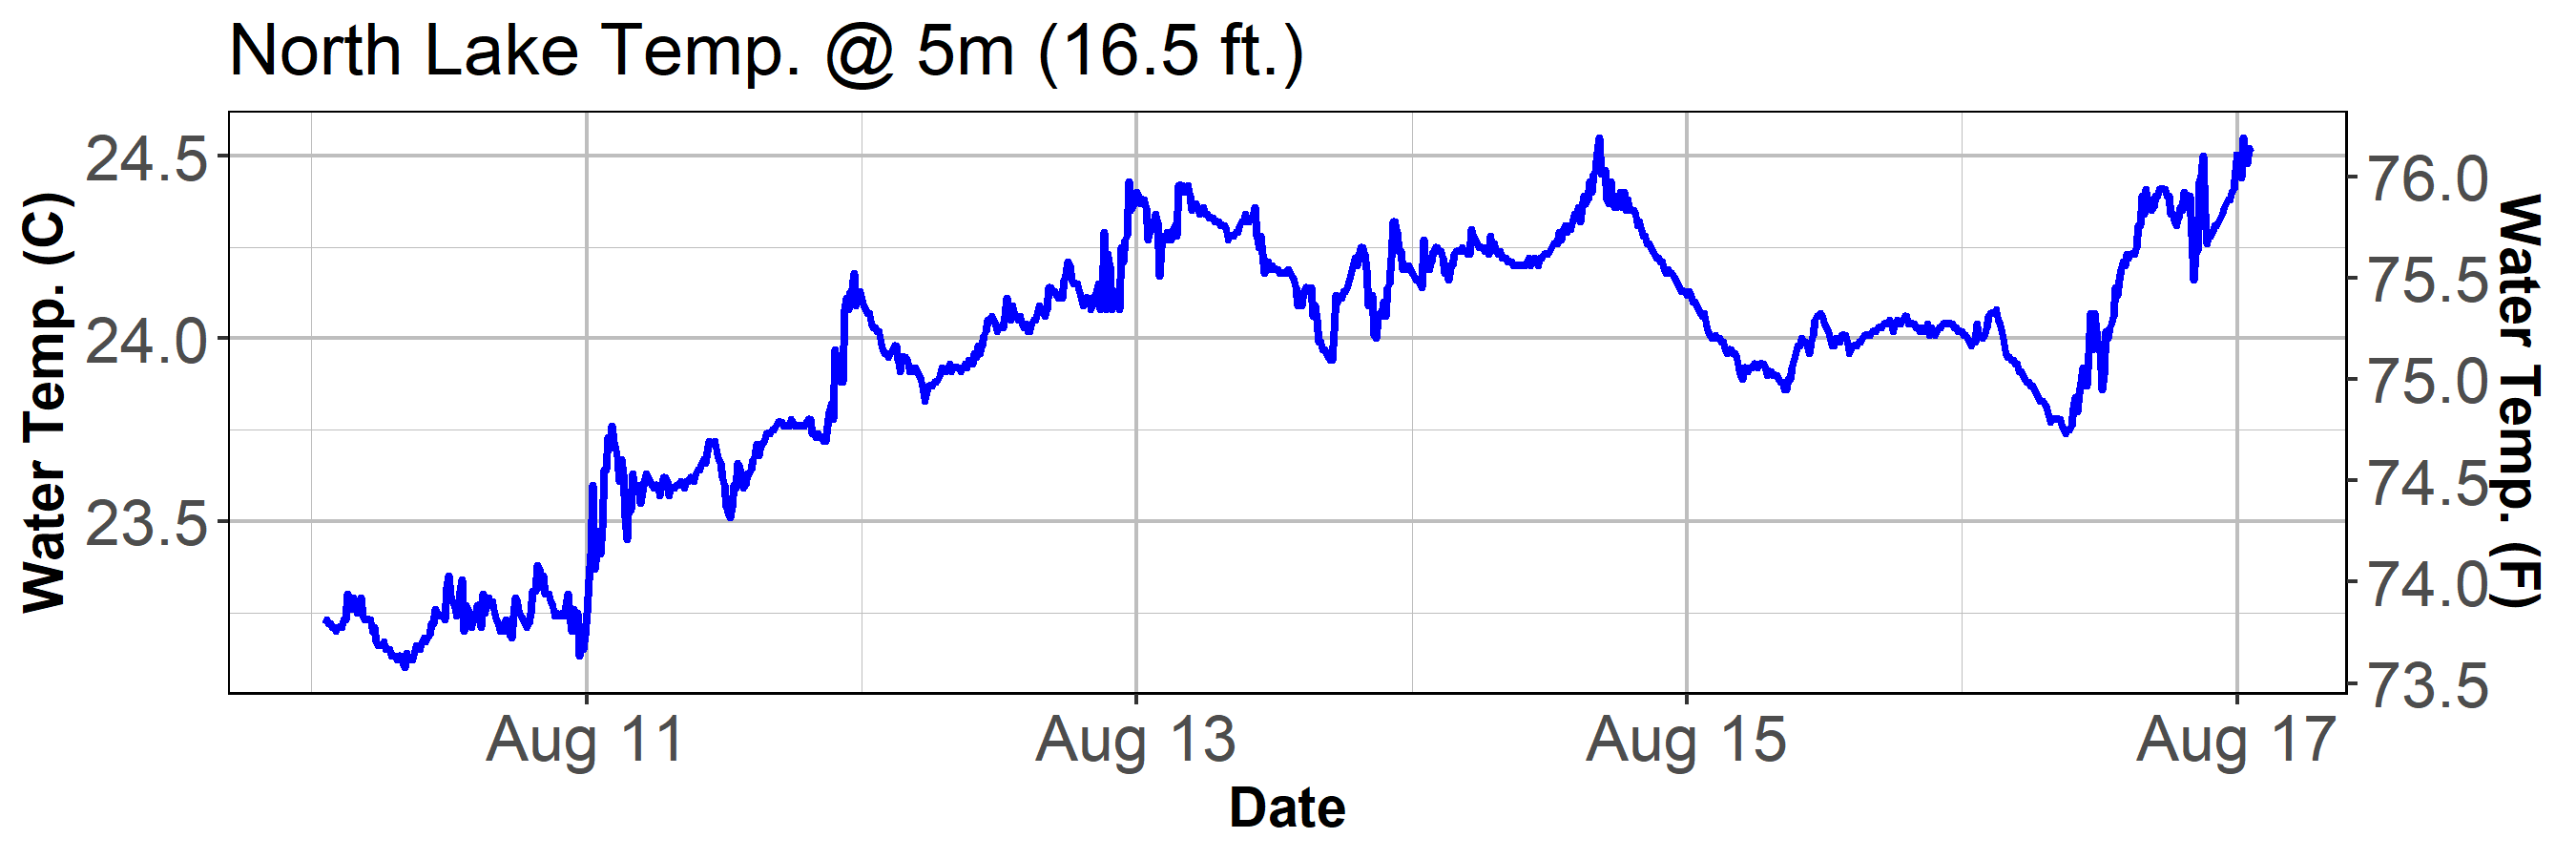 North Lake Temp. @ 5m (16.5 ft.)
Water Temp. (C)
24.5
24.0
23.5
76.0
75.5
75.0
74.5
74.0
73.5
Water Temp. (F)
Aug 11
Aug 13
Aug 15
Aug 17
Date